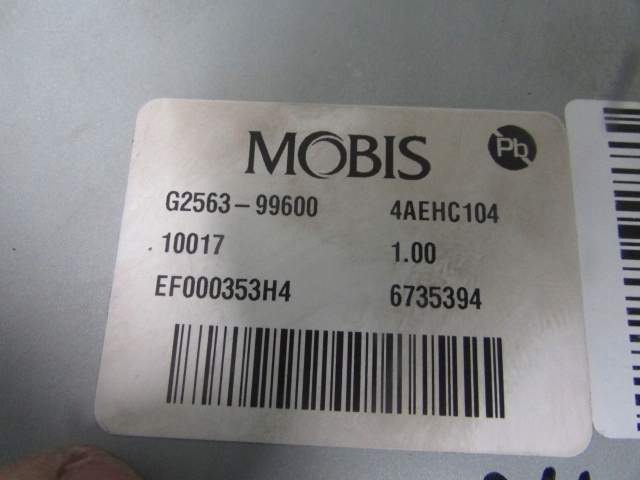 MOBIS
Pb
G2563-99600 4AEHC104
10017 1.00
EF000353H4 6735394